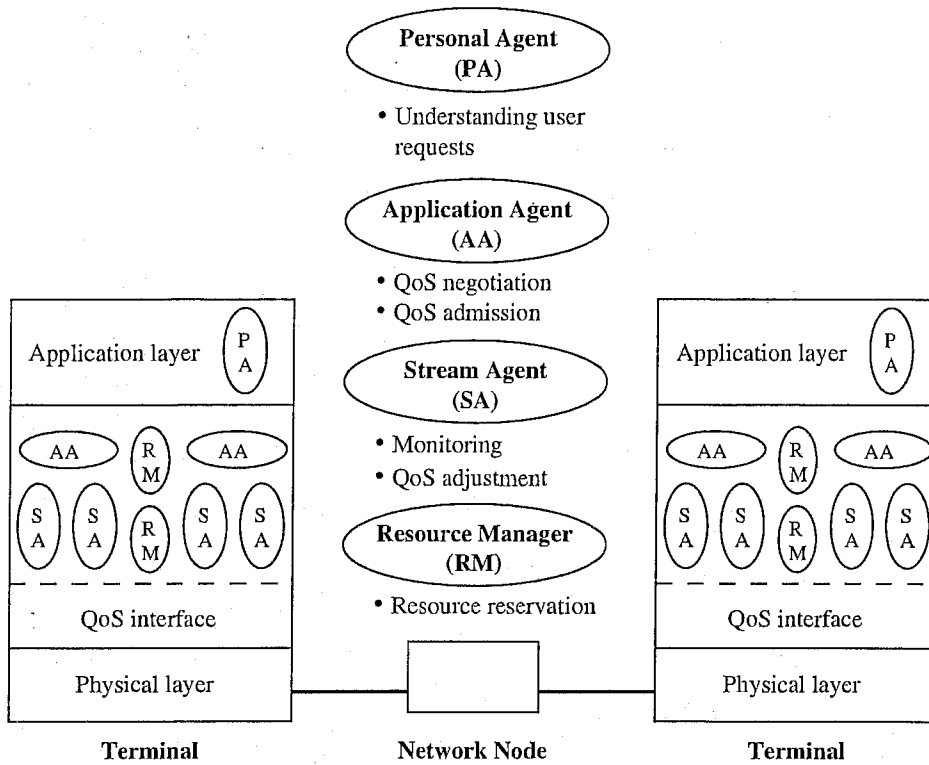 Personal Agent
(PA)
• Understanding user
requests
Application Agent
(AA)
• QoS negotiation
• QoS admission
Stream Agent
(SA)
• Monitoring
• QoS adjustment
Resource Manager
(RM)
• Resource reservation
Application layer
P
A
AA
R
M
AA
S
A
S
A
R
M
S
A
S
A
QoS interface
Physical layer
Terminal
Network Node
Application layer
P
A
AA
R
M
AA
S
A
S
A
R
M
S
A
S
A
QoS interface
Physical layer
Terminal